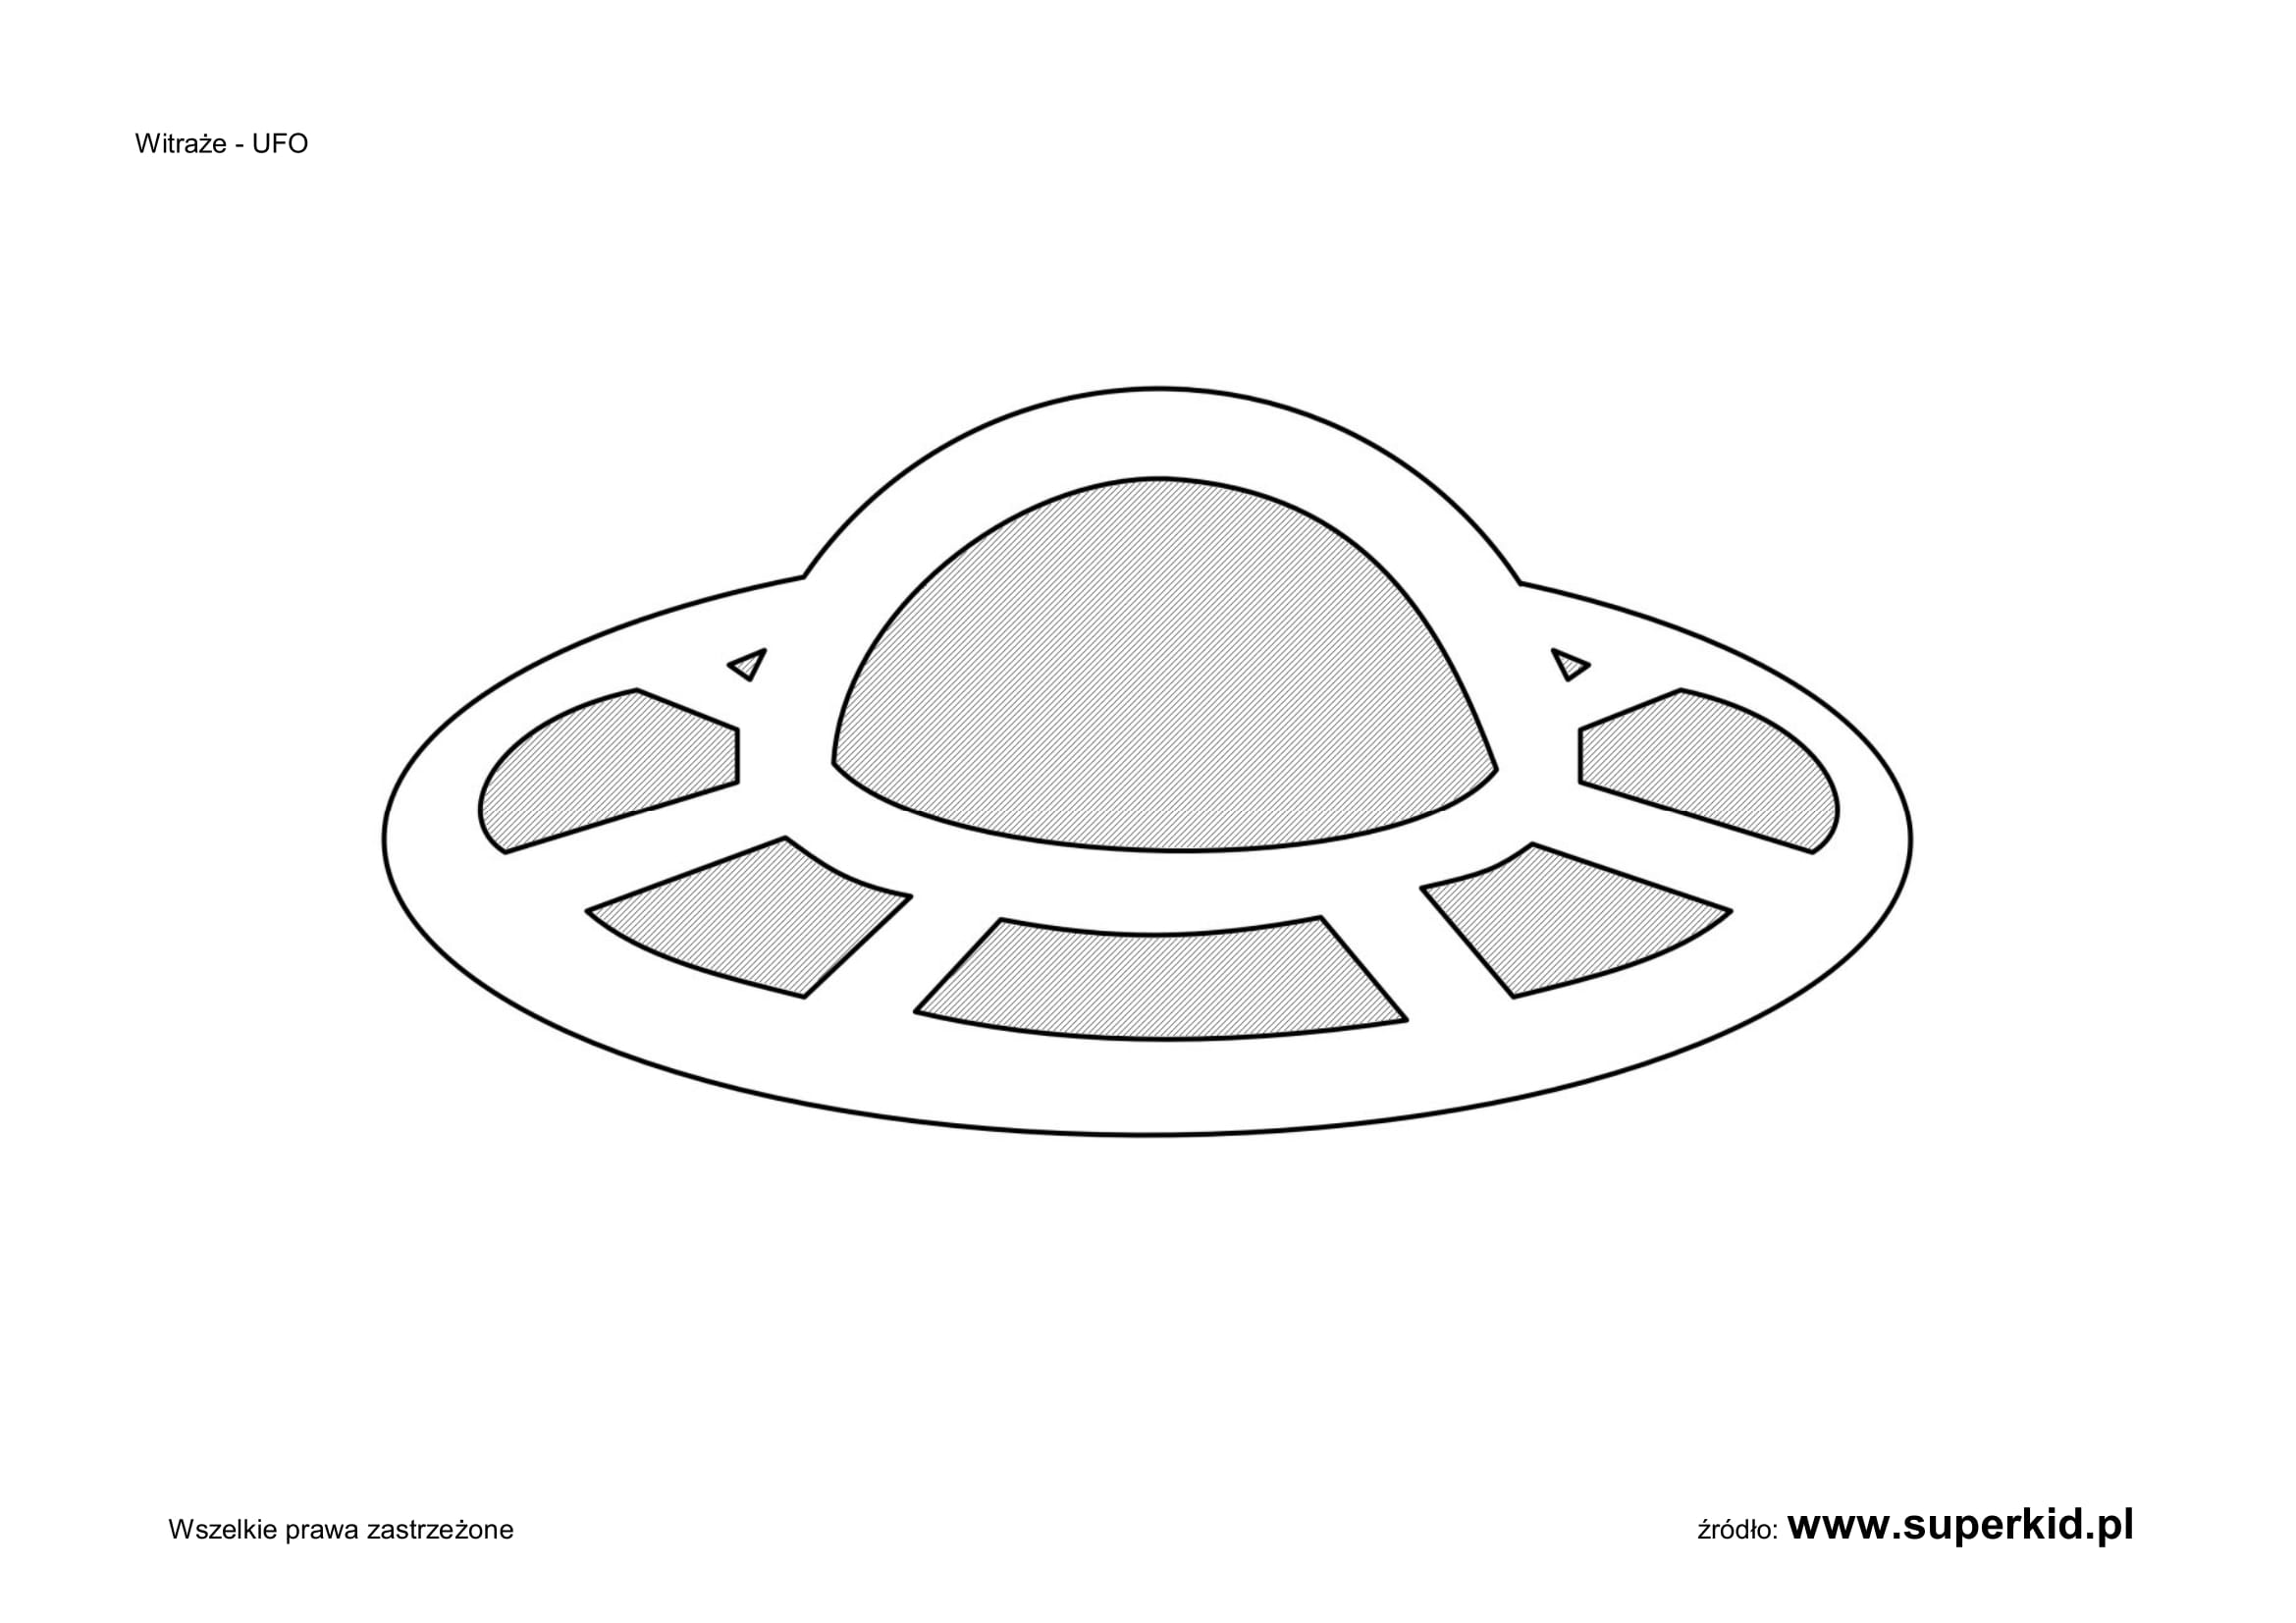 Witraże - UFO
Wszelkie prawa zastrzeżone
źródło: www.superkid.pl